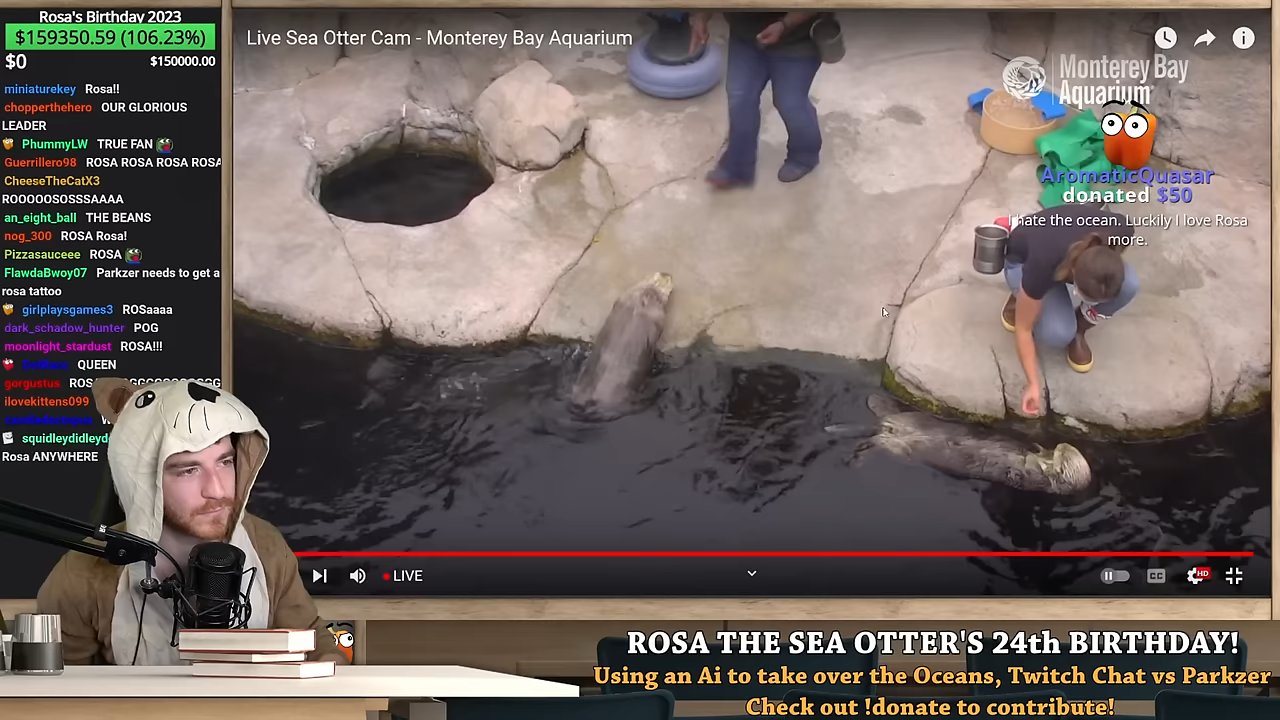 Rosa's Birthday 2023
$159350.59 (106.23%)
$0 $150000.00
miniaturekey Rosa!!
chopperthehero OUR GLORIOUS
LEADER
PhummyLW TRUE FAN
Guerrillero98 ROSA ROSA ROSA ROSA
CheeseTheCatX3
ROOOOOSOSSSAAAA
an_eight_ball THE BEANS
nog_300 ROSA Rosa!
Pizzasauceee ROSA
FlawdaBwoy07 Parkzer needs to get a
rosa tattoo
girlplaysgames3 ROSaaaa
dark_schadow_hunter POG
moonlight_stardust ROSA!!!
QUEEN
gorgustus
ilovekittens099
Rosa ANYWHERE
Live Sea Otter Cam - Monterey Bay Aquarium
Monterey Bay
Aquarium
AromaticQuasar
donated $50
I hate the ocean. Luckily I love Rosa
more.
LIVE
CC
HD
ROSA THE SEA OTTER'S 24th BIRTHDAY!
Using an Ai to take over the Oceans, Twitch Chat vs Parkzer
Check out !donate to contribute!